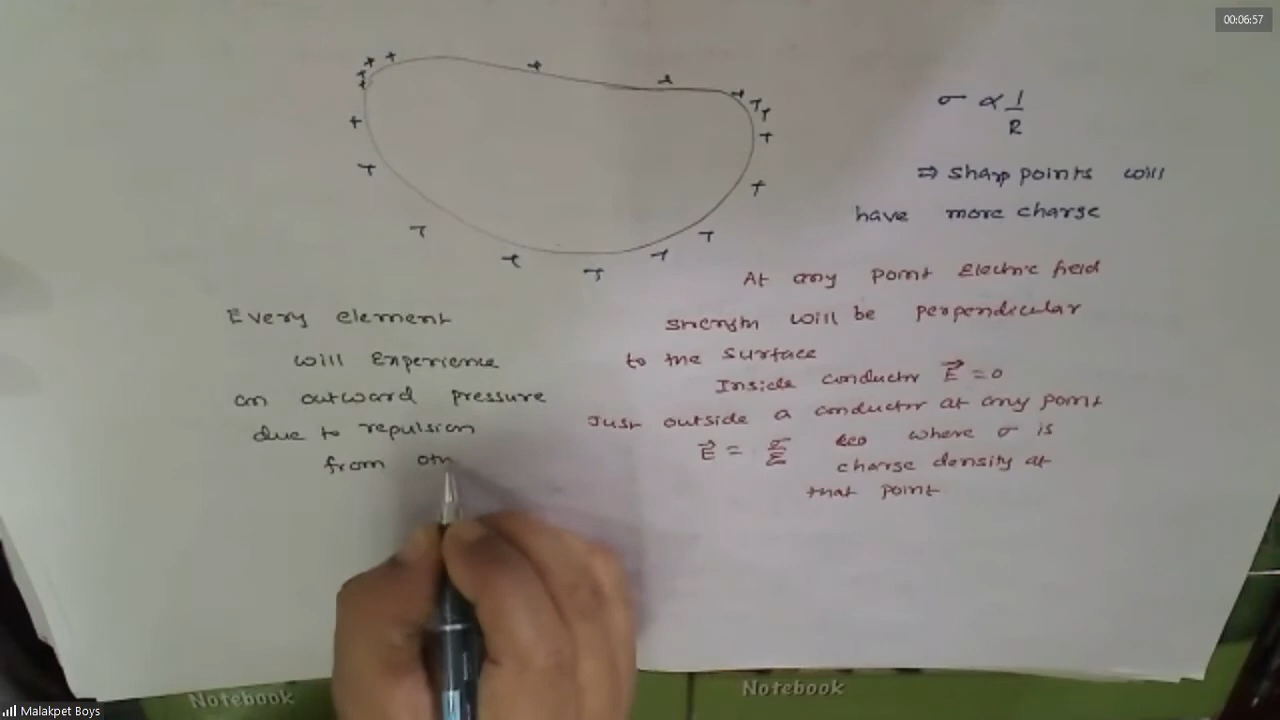 00:06:57
σ ∝ 1/R
⇒ sharp points will
have more charge
At any point Electric field
strength will be perpendicular
to the surface
Inside conductor E⃗ = 0
Just outside a conductor at any point
E⃗ = σ/ε where σ is
charge density at
that point
Every element
will Experience
an outward pressure
due to repulsion
from oth
Notebook
Notebook
Malakpet Boys